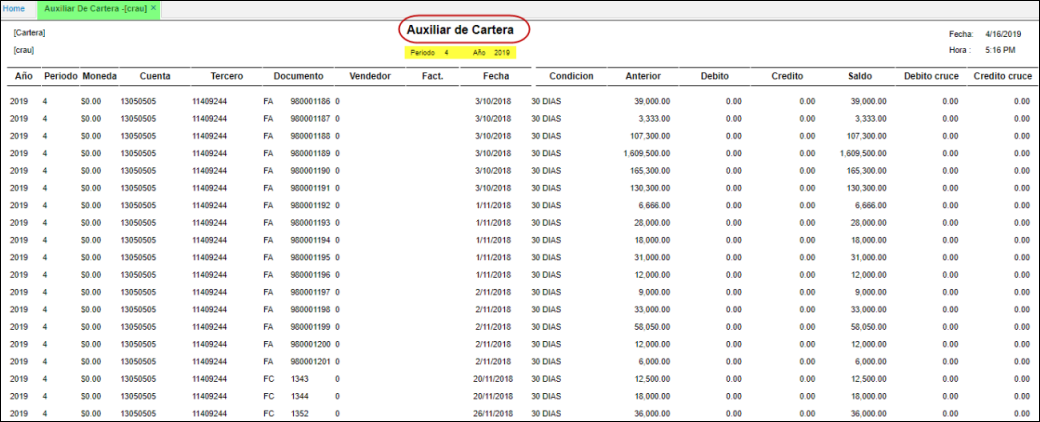 Home Auxiliar De Cartera -[crau] ×
[Cartera] Auxiliar de Cartera Fecha: 4/16/2019
[crau] Periodo 4 Año 2019 Hora : 5:16 PM
Año Periodo Moneda Cuenta Tercero Documento Vendedor Fact. Fecha Condicion Anterior Debito Credito Saldo Debito cruce Credito cruce
2019 4 $0.00 13050505 11409244 FA 980001186 0 3/10/2018 30 DIAS 39,000.00 0.00 0.00 39,000.00 0.00 0.00
2019 4 $0.00 13050505 11409244 FA 980001187 0 3/10/2018 30 DIAS 3,333.00 0.00 0.00 3,333.00 0.00 0.00
2019 4 $0.00 13050505 11409244 FA 980001188 0 3/10/2018 30 DIAS 107,300.00 0.00 0.00 107,300.00 0.00 0.00
2019 4 $0.00 13050505 11409244 FA 980001189 0 3/10/2018 30 DIAS 1,609,500.00 0.00 0.00 1,609,500.00 0.00 0.00
2019 4 $0.00 13050505 11409244 FA 980001190 0 3/10/2018 30 DIAS 165,300.00 0.00 0.00 165,300.00 0.00 0.00
2019 4 $0.00 13050505 11409244 FA 980001191 0 3/10/2018 30 DIAS 130,300.00 0.00 0.00 130,300.00 0.00 0.00
2019 4 $0.00 13050505 11409244 FA 980001192 0 1/11/2018 30 DIAS 6,666.00 0.00 0.00 6,666.00 0.00 0.00
2019 4 $0.00 13050505 11409244 FA 980001193 0 1/11/2018 30 DIAS 28,000.00 0.00 0.00 28,000.00 0.00 0.00
2019 4 $0.00 13050505 11409244 FA 980001194 0 1/11/2018 30 DIAS 18,000.00 0.00 0.00 18,000.00 0.00 0.00
2019 4 $0.00 13050505 11409244 FA 980001195 0 1/11/2018 30 DIAS 31,000.00 0.00 0.00 31,000.00 0.00 0.00
2019 4 $0.00 13050505 11409244 FA 980001196 0 1/11/2018 30 DIAS 12,000.00 0.00 0.00 12,000.00 0.00 0.00
2019 4 $0.00 13050505 11409244 FA 980001197 0 2/11/2018 30 DIAS 9,000.00 0.00 0.00 9,000.00 0.00 0.00
2019 4 $0.00 13050505 11409244 FA 980001198 0 2/11/2018 30 DIAS 33,000.00 0.00 0.00 33,000.00 0.00 0.00
2019 4 $0.00 13050505 11409244 FA 980001199 0 2/11/2018 30 DIAS 58,050.00 0.00 0.00 58,050.00 0.00 0.00
2019 4 $0.00 13050505 11409244 FA 980001200 0 2/11/2018 30 DIAS 12,000.00 0.00 0.00 12,000.00 0.00 0.00
2019 4 $0.00 13050505 11409244 FA 980001201 0 2/11/2018 30 DIAS 6,000.00 0.00 0.00 6,000.00 0.00 0.00
2019 4 $0.00 13050505 11409244 FC 1343 0 20/11/2018 30 DIAS 12,500.00 0.00 0.00 12,500.00 0.00 0.00
2019 4 $0.00 13050505 11409244 FC 1344 0 20/11/2018 30 DIAS 18,000.00 0.00 0.00 18,000.00 0.00 0.00
2019 4 $0.00 13050505 11409244 FC 1352 0 26/11/2018 30 DIAS 36,000.00 0.00 0.00 36,000.00 0.00 0.00